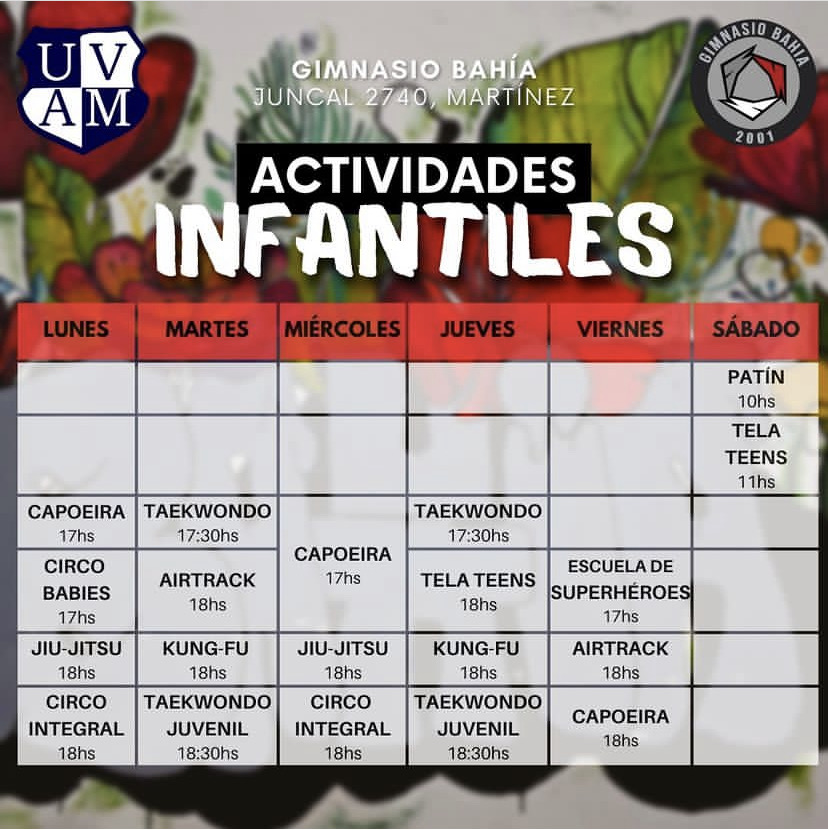 UV
AM
GIMNASIO BAHÍA
JUNCAL 2740, MARTÍNEZ
GIMNASIO BAHIA
2001
ACTIVIDADES
INFANTILES
LUNES MARTES MIÉRCOLES JUEVES VIERNES SÁBADO
PATÍN
10hs
TELA
TEENS
11hs
CAPOEIRA TAEKWONDO TAEKWONDO
17hs 17:30hs 17:30hs
CAPOEIRA
17hs
CIRCO
BABIES
17hs
AIRTRACK
18hs
TELA TEENS
18hs
ESCUELA DE
SUPERHÉROES
17hs
JIU-JITSU KUNG-FU JIU-JITSU KUNG-FU AIRTRACK
18hs 18hs 18hs 18hs 18hs
CIRCO
INTEGRAL
18hs
TAEKWONDO
JUVENIL
18:30hs
CIRCO
INTEGRAL
18hs
TAEKWONDO
JUVENIL
18:30hs
CAPOEIRA
18hs